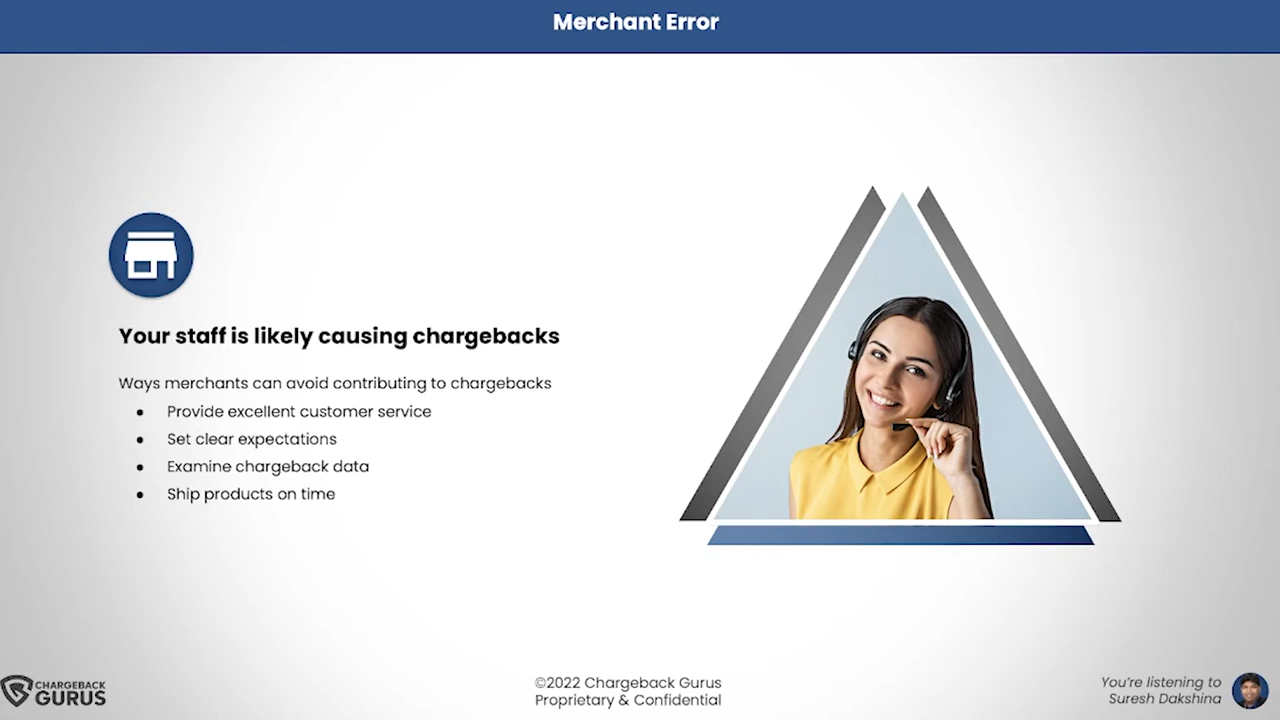 Merchant Error
Your staff is likely causing chargebacks
Ways merchants can avoid contributing to chargebacks
● Provide excellent customer service
● Set clear expectations
● Examine chargeback data
● Ship products on time
CHARGEBACK
GURUS
©2022 Chargeback Gurus
Proprietary & Confidential
You're listening to
Suresh Dakshina